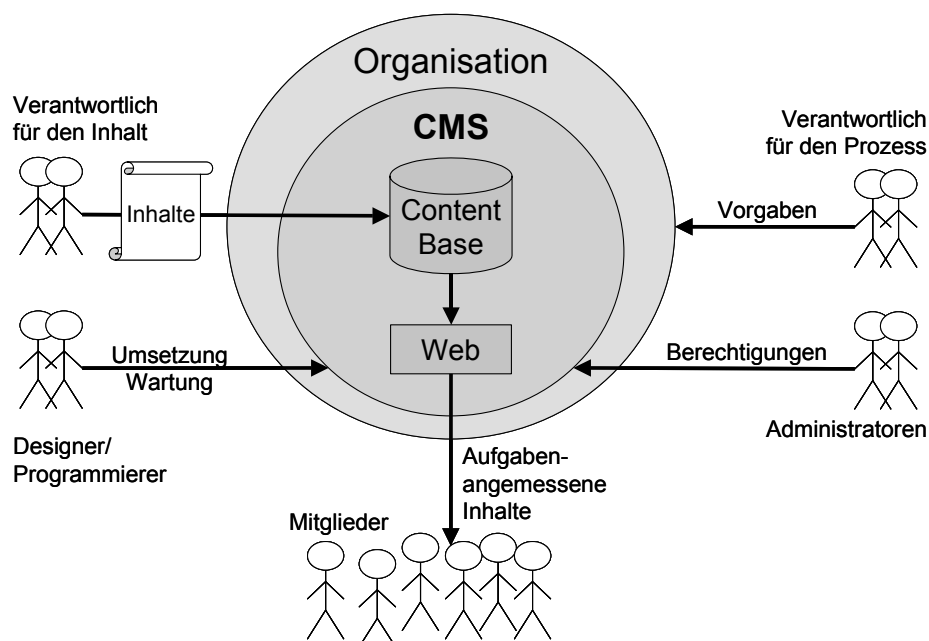 Organisation
Verantwortlich
für den Inhalt
CMS
Verantwortlich
für den Prozess
Inhalte
Content
Base
Vorgaben
Umsetzung
Wartung
Web
Berechtigungen
Designer/
Programmierer
Administratoren
Aufgaben-
angemessene
Inhalte
Mitglieder